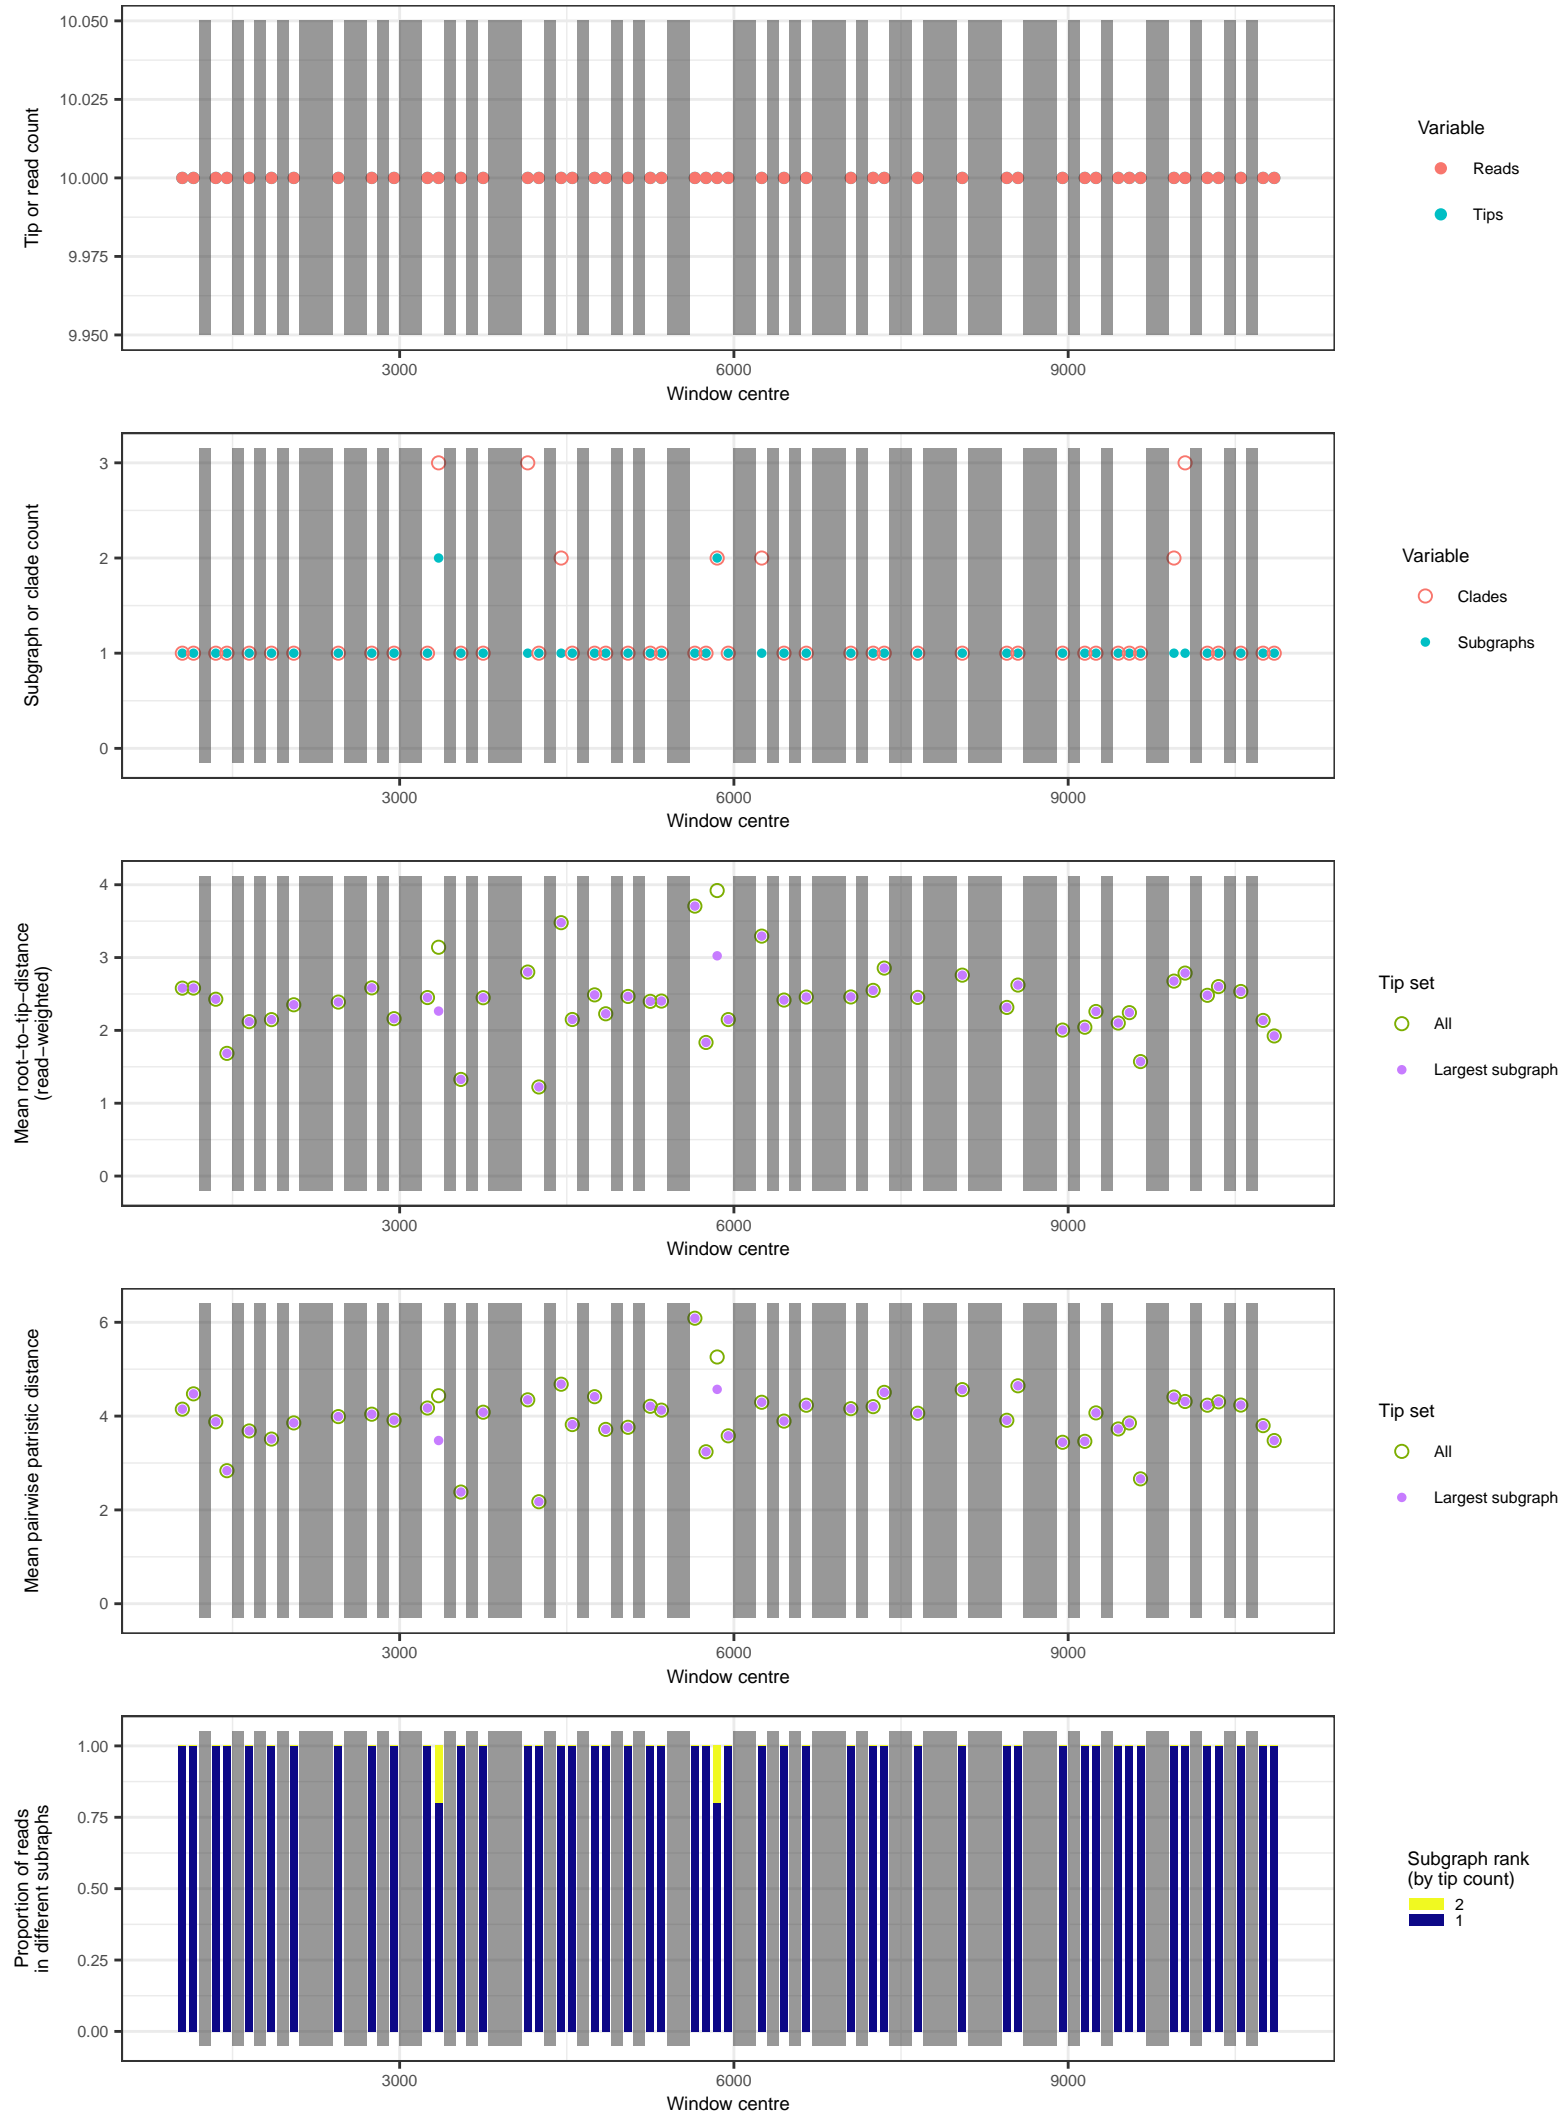 10.050
10.025
10.000
9.975
9.950
Tip or read count
3000
6000
9000
Window centre
Variable
Reads
Tips
3
2
1
0
Subgraph or clade count
3000
6000
9000
Window centre
Variable
Clades
Subgraphs
4
3
2
1
0
Mean root−to−tip−distance
(read−weighted)
3000
6000
9000
Window centre
Tip set
All
Largest subgraph
6
4
2
0
Mean pairwise patristic distance
3000
6000
9000
Window centre
Tip set
All
Largest subgraph
1.00
0.75
0.50
0.25
0.00
Proportion of reads
in different subraphs
3000
6000
9000
Window centre
Subgraph rank
(by tip count)
2
1